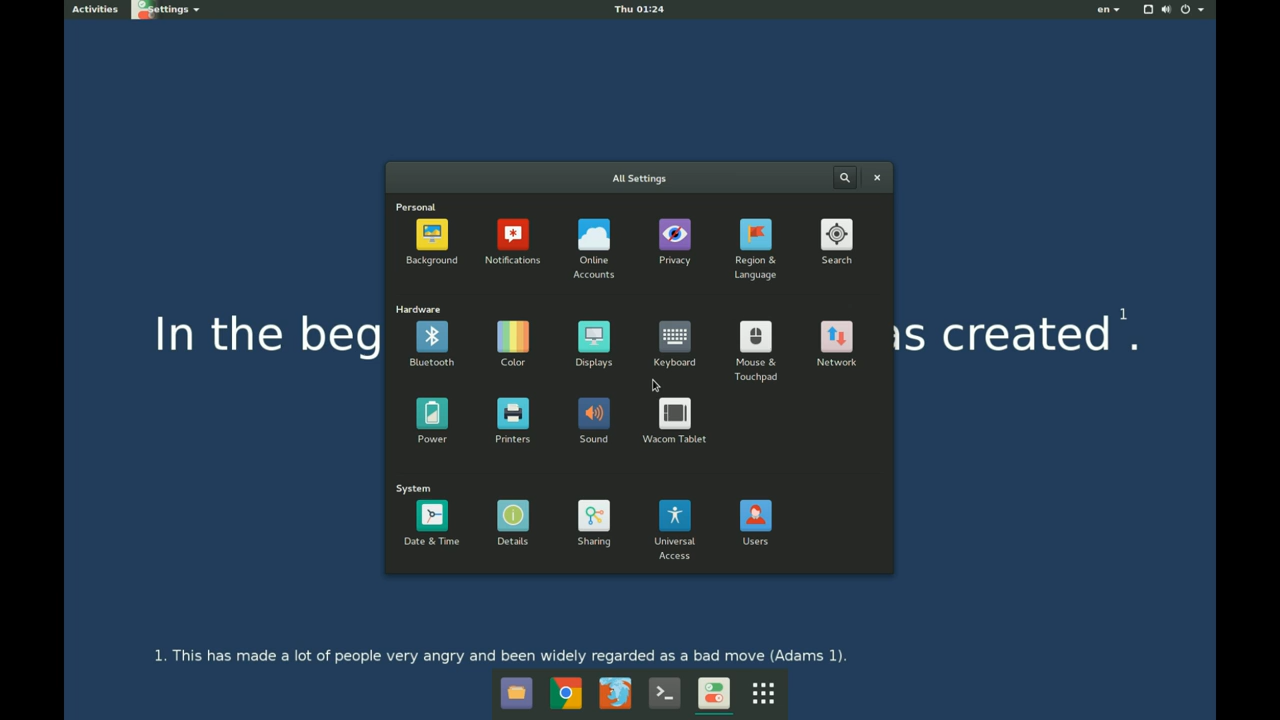 Activities
Settings
Thu 01:24
en
All Settings
Personal
Background
Notifications
Online
Accounts
Privacy
Region &
Language
Search
Hardware
Bluetooth
Color
Displays
Keyboard
Mouse &
Touchpad
Network
Power
Printers
Sound
Wacom Tablet
System
Date & Time
Details
Sharing
Universal
Access
Users
In the beg
as created 1.
1. This has made a lot of people very angry and been widely regarded as a bad move (Adams 1).